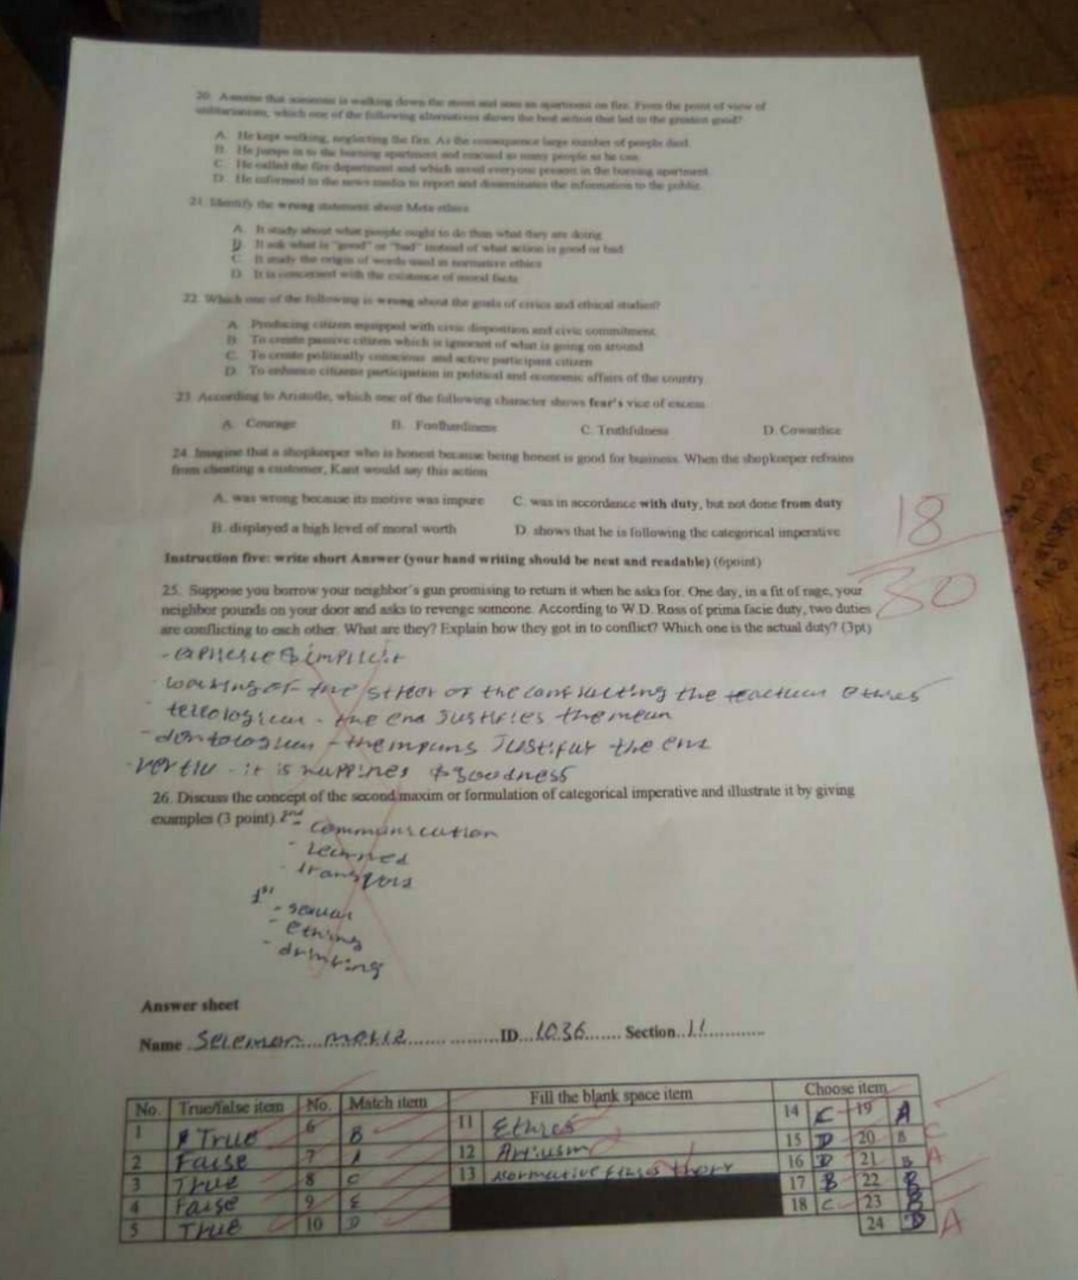 20. Assume that someone is walking down the street and sees an apartment on fire. From the point of view of
utilitarianism, which one of the following alternatives shows the best action that led to the greatest good?
A. He kept walking, neglecting the fire. As the consequence large number of people died.
B. He jumps in to the burning apartment and rescued as many people as he can.
C. He called the fire department and which saved everyone present in the burning apartment.
D. He informed to the news media to report and disseminates the information to the public.
21. Identify the wrong statement about Meta ethics
A. It study about what people ought to do than what they are doing
B. It ask what is "good" or "bad" instead of what action is good or bad
C. It study the origin of words used in normative ethics
D. It is concerned with the existence of moral facts
22. Which one of the following is wrong about the goals of civics and ethical studies?
A. Producing citizen equipped with civic disposition and civic commitment.
B. To create passive citizen which is ignorant of what is going on around
C. To create politically conscious and active participant citizen
D. To enhance citizens participation in political and economic affairs of the country.
23. According to Aristotle, which one of the following character shows fear's vice of excess
A. Courage B. Foolhardiness C. Truthfulness D. Cowardice
24. Imagine that a shopkeeper who is honest because being honest is good for business. When the shopkeeper refrains
from cheating a customer, Kant would say this action
A. was wrong because its motive was impure C. was in accordance with duty, but not done from duty
B. displayed a high level of moral worth D. shows that he is following the categorical imperative
18
30
Instruction five: write short Answer (your hand writing should be neat and readable) (6point)
25. Suppose you borrow your neighbor's gun promising to return it when he asks for. One day, in a fit of rage, your
neighbor pounds on your door and asks to revenge someone. According to W.D. Ross of prima facie duty, two duties
are conflicting to each other. What are they? Explain how they got in to conflict? Which one is the actual duty? (3pt)
- & implicit
of the of the the
- the end justifies the mean
- the means the end
- it is goodness
26. Discuss the concept of the second maxim or formulation of categorical imperative and illustrate it by giving
examples (3 point). 2nd
communication
-
-
1st
-
-
- drinking
Answer sheet
Name ............ID...1036...... Section..11............
No. True/false item No. Match item Fill the blank space item Choose item
1 True 6 B 11 Ethics 14 C 19 A
2 False 7 A 12 15 D 20 B C
3 True 8 C 13 Normative 16 D 21 B A
4 False 9 E 17 B 22 B
5 True 10 D 18 C 23 B
24 D A